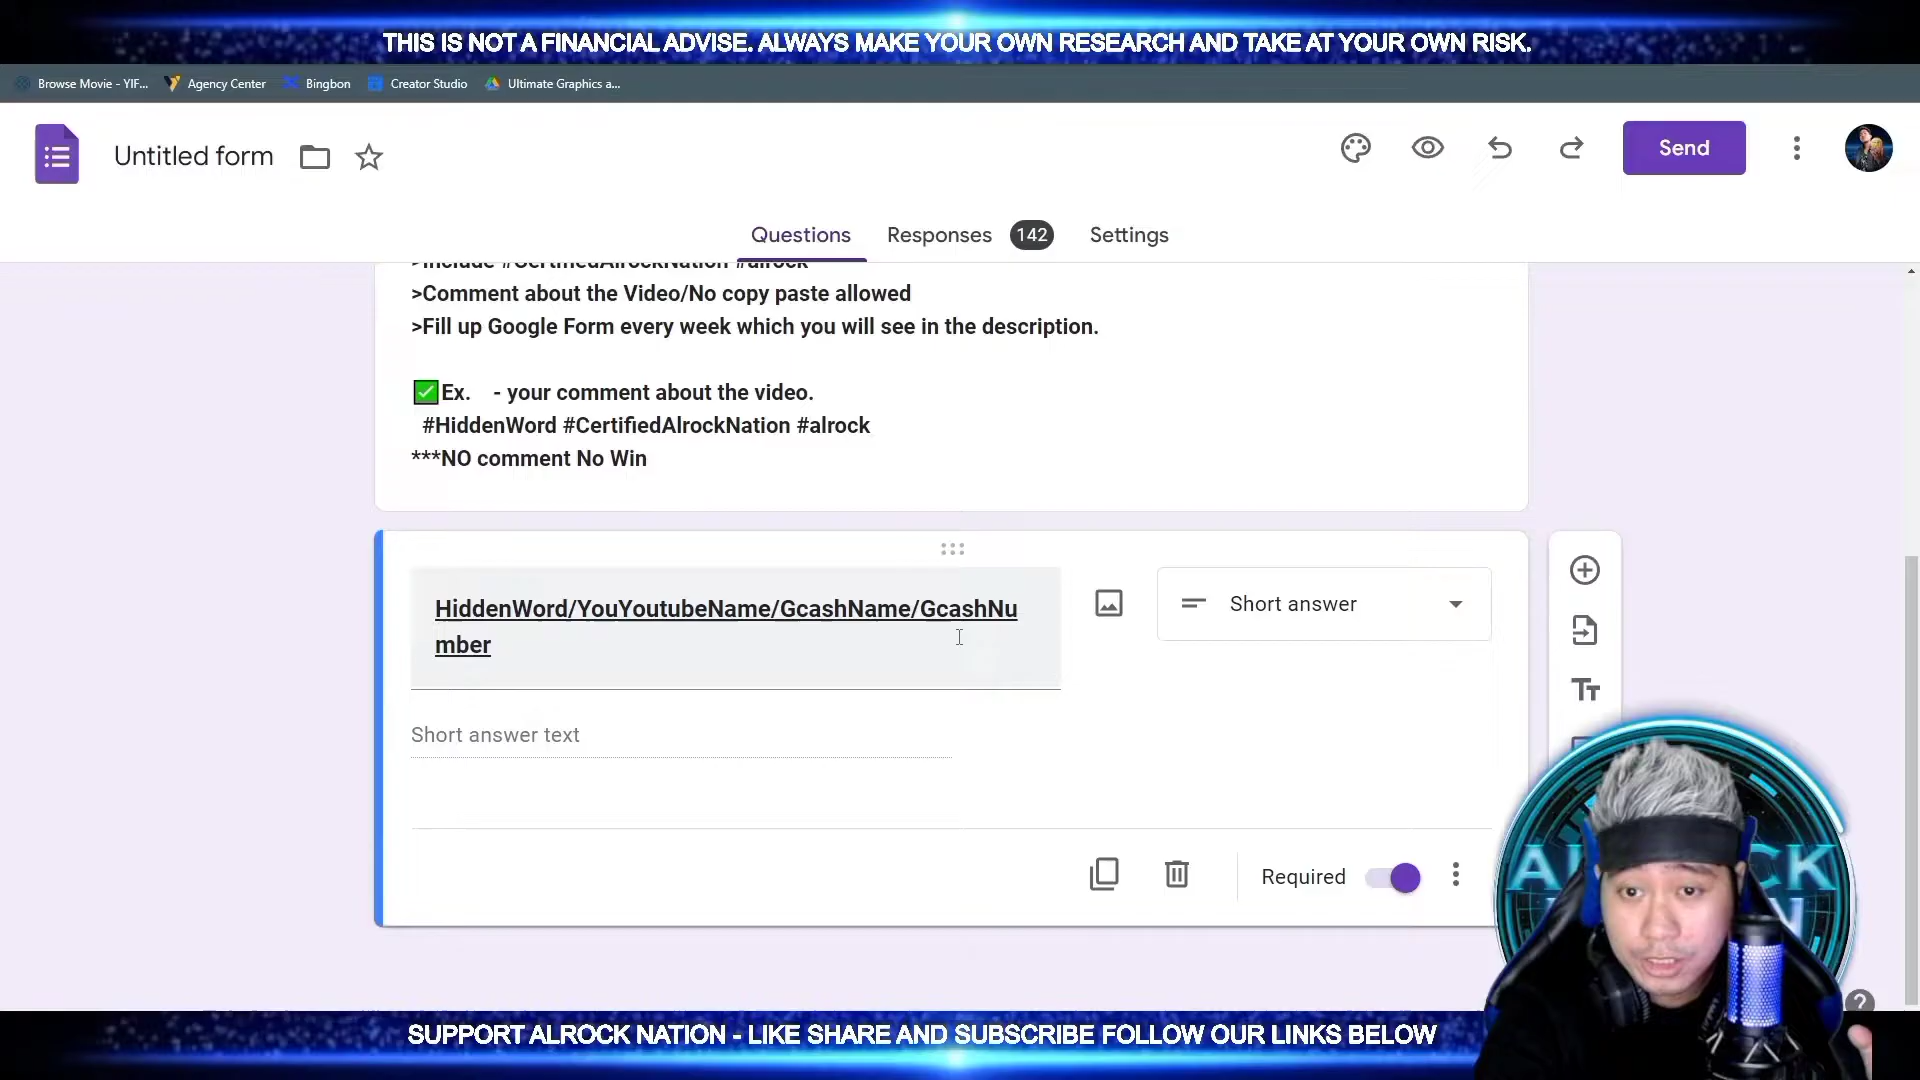 THIS IS NOT A FINANCIAL ADVISE. ALWAYS MAKE YOUR OWN RESEARCH AND TAKE AT YOUR OWN RISK.
Browse Movie - YIF... Agency Center Bingbon Creator Studio Ultimate Graphics a...
Untitled form Send
Questions Responses 142 Settings
>Include #CertifiedAlrockNation #alrock
>Comment about the Video/No copy paste allowed
>Fill up Google Form every week which you will see in the description.
✅Ex. - your comment about the video.
#HiddenWord #CertifiedAlrockNation #alrock
***NO comment No Win
HiddenWord/YouYoutubeName/GcashName/GcashNu
mber
Short answer
Tт
Short answer text
Required
?
SUPPORT ALROCK NATION - LIKE SHARE AND SUBSCRIBE FOLLOW OUR LINKS BELOW